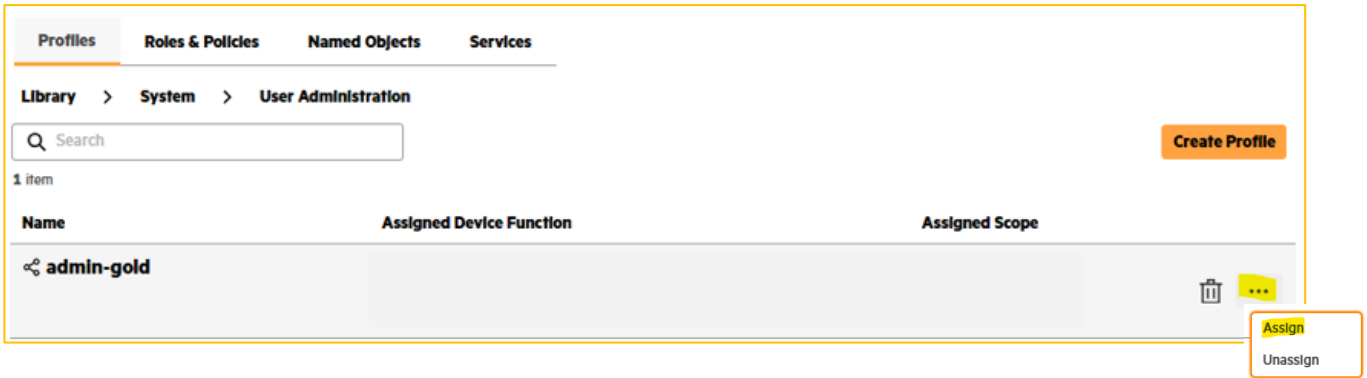 Profiles Roles & Policies Named Objects Services
Library > System > User Administration
Search
Create Profile
1 item
Name Assigned Device Function Assigned Scope
admin-gold
...
Assign
Unassign